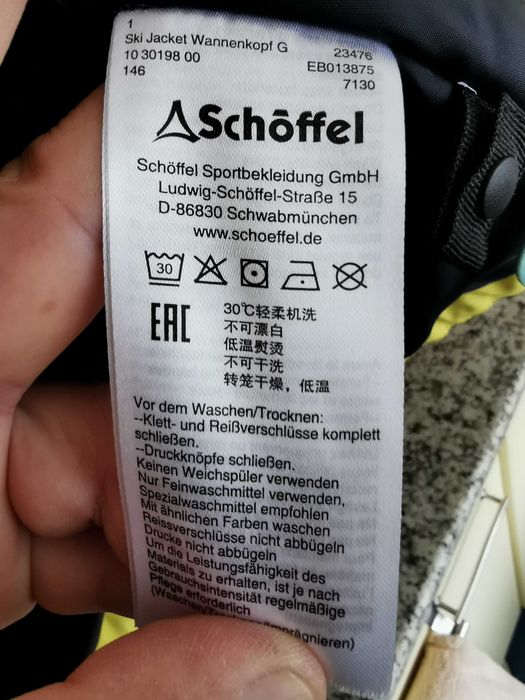 1
Ski Jacket Wannenkopf G 23476
10 30198 00 EB013875
146 7130
Schöffel
Schöffel Sportbekleidung GmbH
Ludwig-Schöffel-Straße 15
D-86830 Schwabmünchen
www.schoeffel.de
30
EAC
30℃轻柔机洗
不可漂白
低温熨烫
不可干洗
转笼干燥，低温
Vor dem Waschen/Trocknen:
--Klett- und Reißverschlüsse komplett
schließen.
--Druckknöpfe schließen.
Keinen Weichspüler verwenden
Nur Feinwaschmittel verwenden,
Spezialwaschmittel empfohlen
Mit ähnlichen Farben waschen
Reissverschlüsse nicht abbügeln
Drucke nicht abbügeln
Um die Leistungsfähigkeit des
Materials zu erhalten, ist je nach
Gebrauchsintensität regelmäßige
Pflege erforderlich